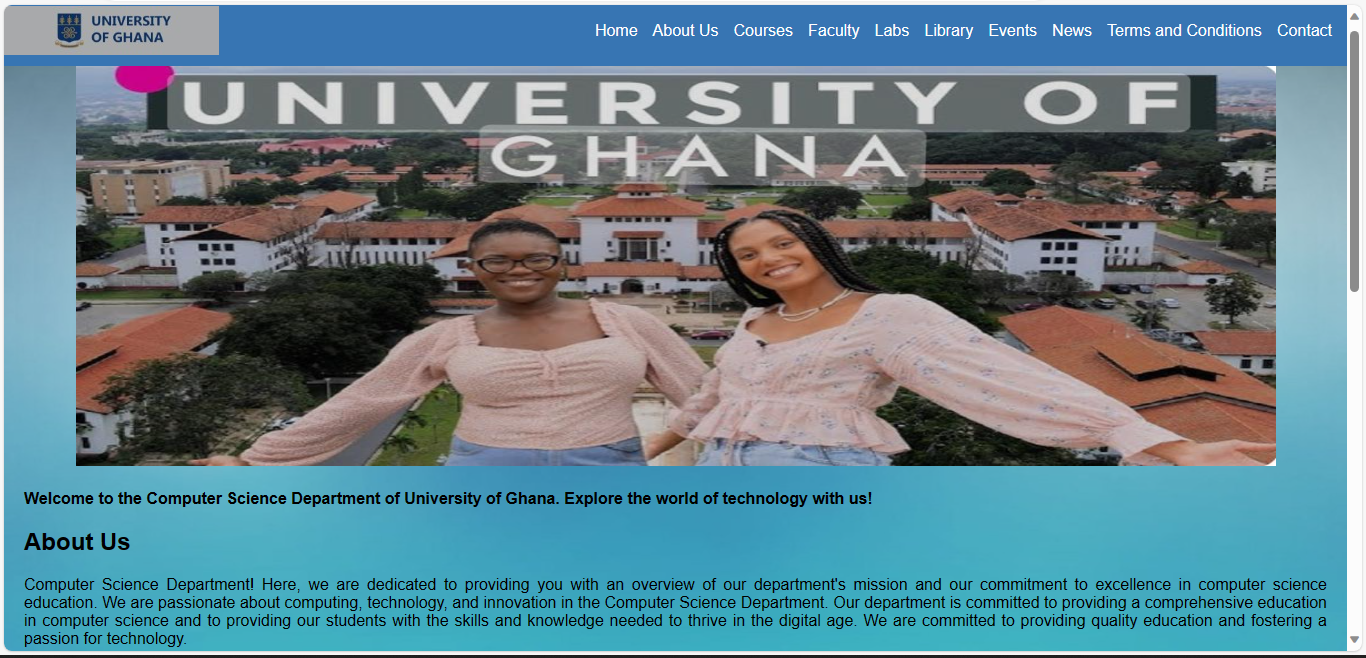 UNIVERSITY
OF GHANA
Home About Us Courses Faculty Labs Library Events News Terms and Conditions Contact
UNIVERSITY OF
GHANA
Welcome to the Computer Science Department of University of Ghana. Explore the world of technology with us!
About Us
Computer Science Department! Here, we are dedicated to providing you with an overview of our department's mission and our commitment to excellence in computer science
education. We are passionate about computing, technology, and innovation in the Computer Science Department. Our department is committed to providing a comprehensive education
in computer science and to providing our students with the skills and knowledge needed to thrive in the digital age. We are committed to providing quality education and fostering a
passion for technology.